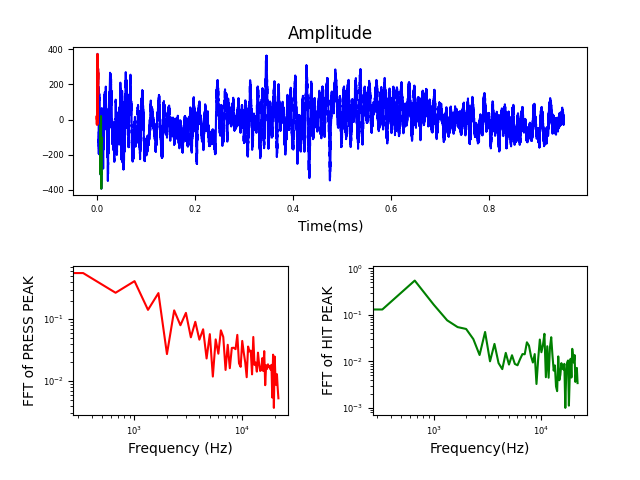 Amplitude
400
200
0
−200
−400
0.0 0.2 0.4 0.6 0.8
Time(ms)
FFT of PRESS PEAK
10⁻¹
10⁻²
10³ 10⁴
Frequency (Hz)
FFT of HIT PEAK
10⁰
10⁻¹
10⁻²
10⁻³
10³ 10⁴
Frequency(Hz)